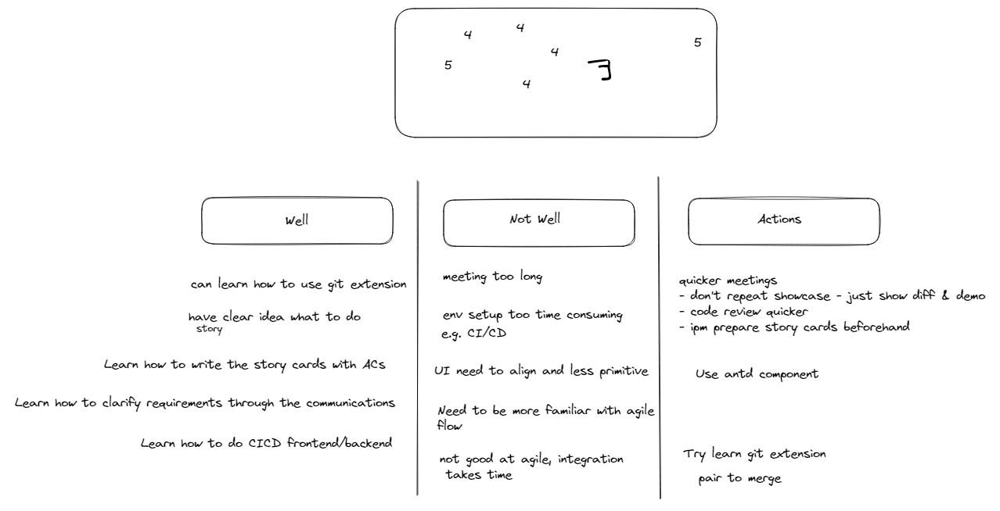 4
4
5
4
5
4
Well
Not Well
Actions
can learn how to use git extension
have clear idea what to do
story
Learn how to write the story cards with ACs
Learn how to clarify requirements through the communications
Learn how to do CICD frontend/backend
meeting too long
env setup too time consuming
e.g. CI/CD
UI need to align and less primitive
Need to be more familiar with agile
flow
not good at agile, integration
takes time
quicker meetings
- don't repeat showcase - just show diff & demo
- code review quicker
- ipm prepare story cards beforehand
Use antd component
Try learn git extension
pair to merge